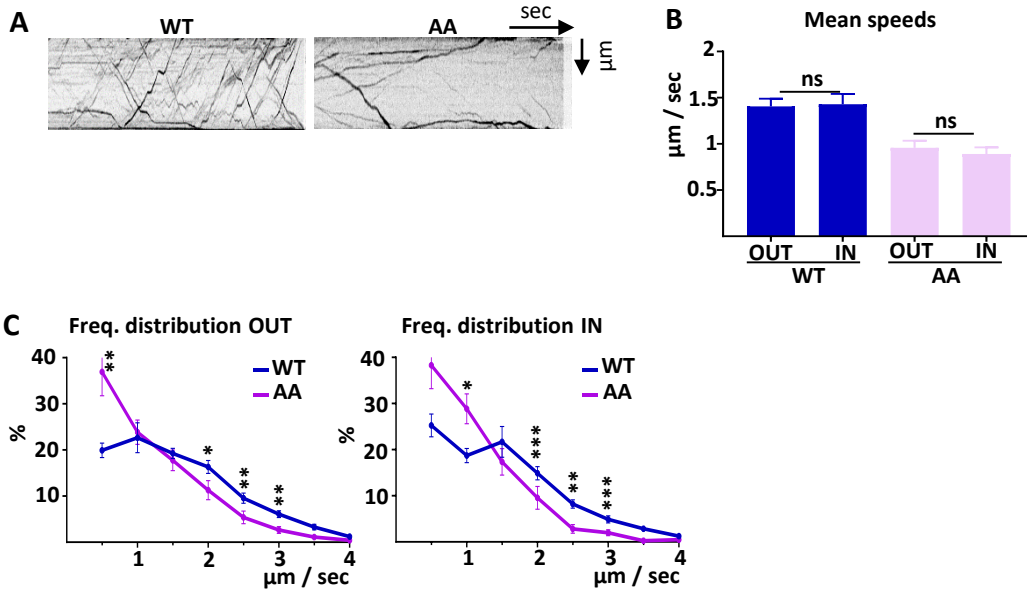 A
WT
AA
sec
µm
B
Mean speeds
µm / sec
2
1.5
1
0.5
ns
ns
OUT
IN
OUT
IN
WT
AA
C
Freq. distribution OUT
%
40
30
20
10
**
*
**
**
WT
AA
1
2
3
4
µm / sec
Freq. distribution IN
%
40
30
20
10
*
***
**
***
WT
AA
1
2
3
4
µm / sec